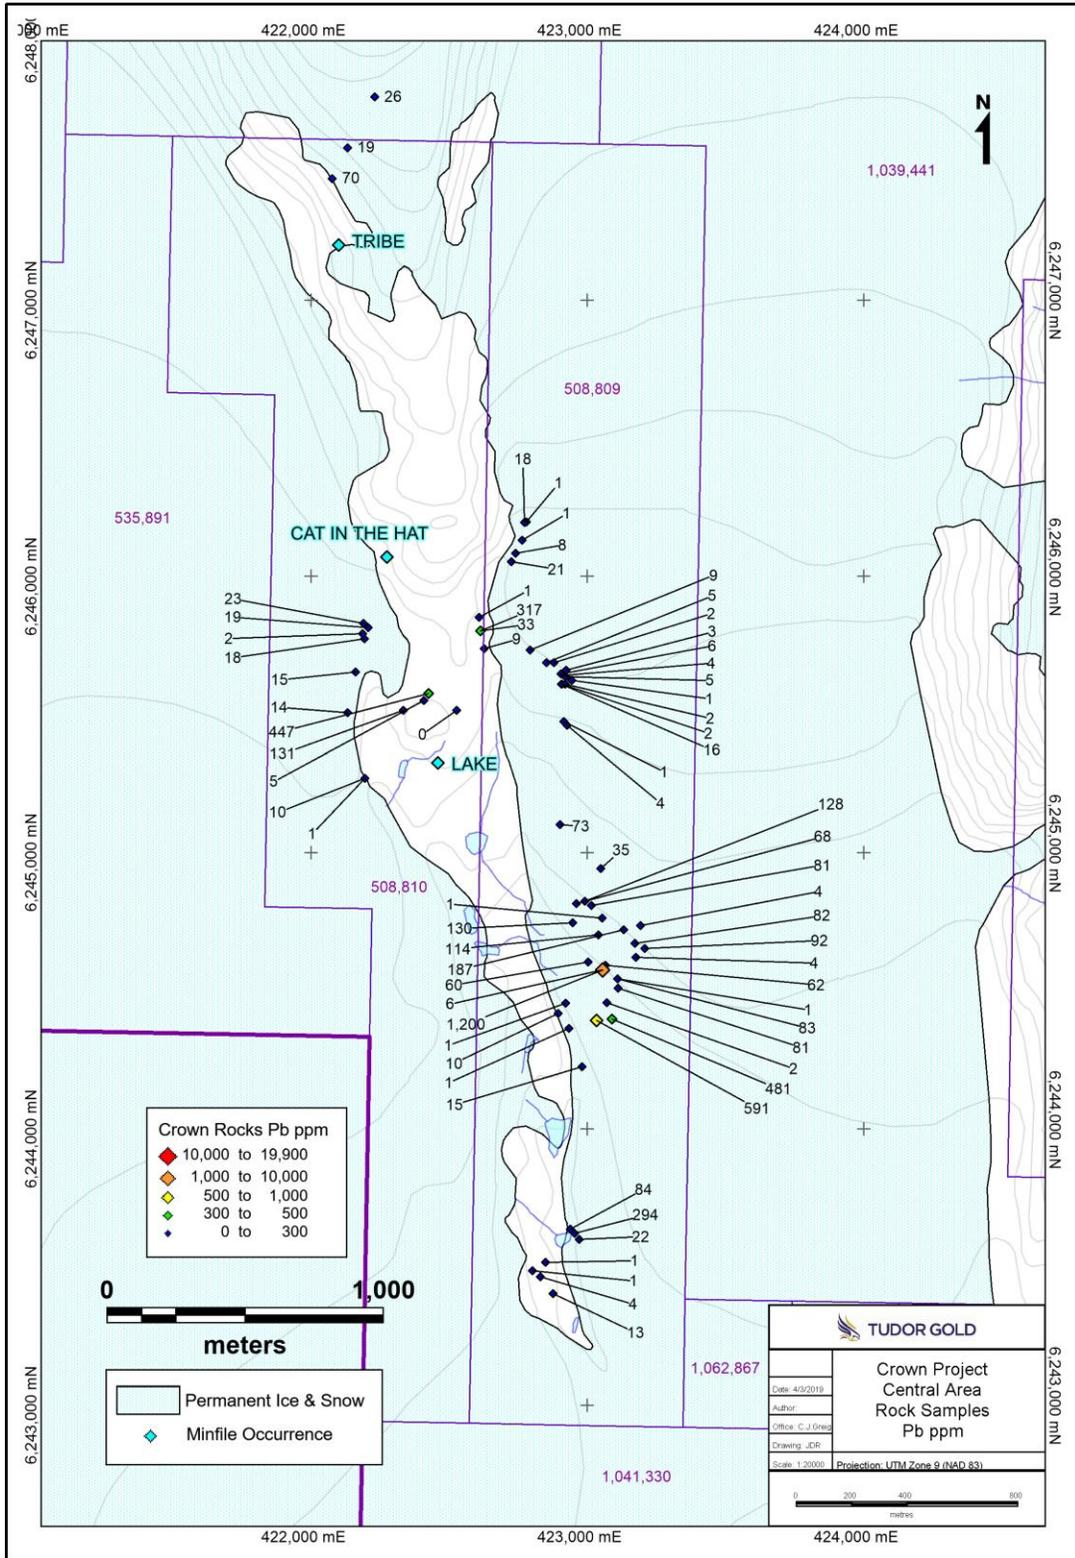 00 mE
422,000 mE
423,000 mE
424,000 mE
6,248,00
26
N
19
70
1,039,441
TRIBE
6,247,000 mN
6,247,000 mN
508,809
18
1
1
535,891
CAT IN THE HAT
8
21
6,246,000 mN
6,246,000 mN
9
1
5
23
317
2
19
33
3
2
9
6
18
4
15
5
1
14
2
447
0
2
131
16
5
LAKE
1
10
4
1
128
73
68
6,245,000 mN
6,245,000 mN
35
81
508,810
4
1
82
130
114
92
187
4
60
62
6
1
1,200
83
1
81
10
2
1
481
15
591
6,244,000 mN
6,244,000 mN
Crown Rocks Pb ppm
10,000 to 19,900
1,000 to 10,000
500 to 1,000
300 to 500
0 to 300
84
294
22
1
1
4
13
0 1,000
meters
TUDOR GOLD
Permanent Ice & Snow
Minfile Occurrence
6,243,000 mN
6,243,000 mN
1,062,867
Crown Project
Central Area
Rock Samples
Pb ppm
Date: 4/3/2019
Author:
Office: C.J.Greig
Drawing: JDR
Scale: 1:20000
Projection: UTM Zone 9 (NAD 83)
0 200 400 800
metres
1,041,330
422,000 mE
423,000 mE
424,000 mE